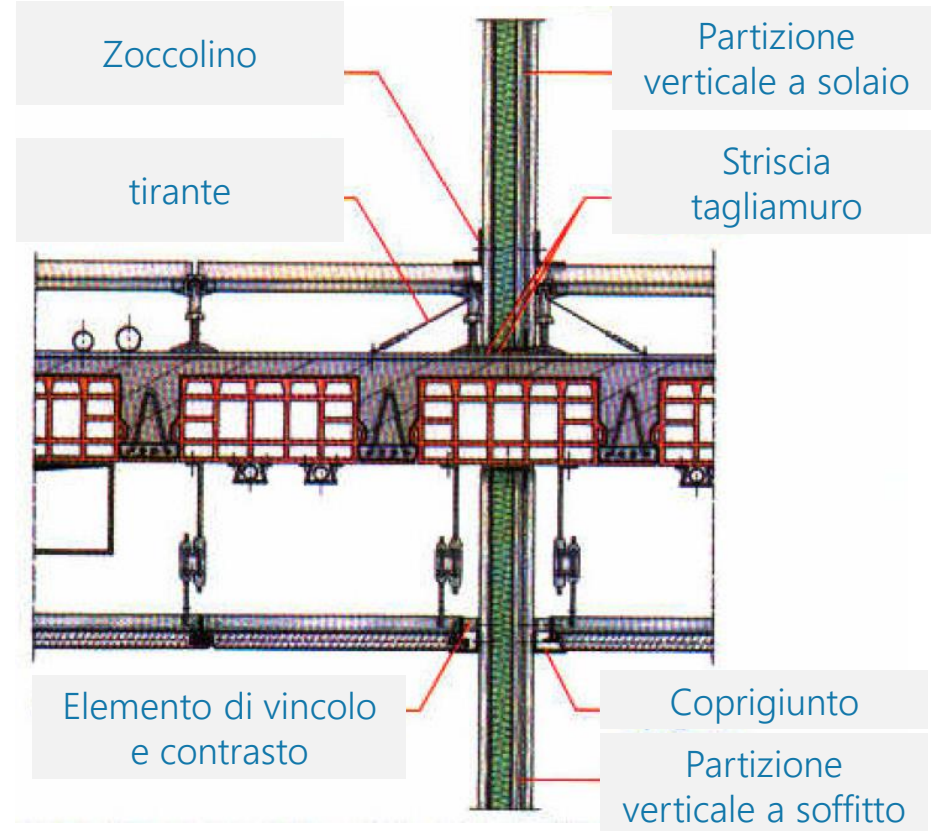 Zoccolino
Partizione
verticale a solaio
tirante
Striscia
tagliamuro
Elemento di vincolo
e contrasto
Coprigiunto
Partizione
verticale a soffitto